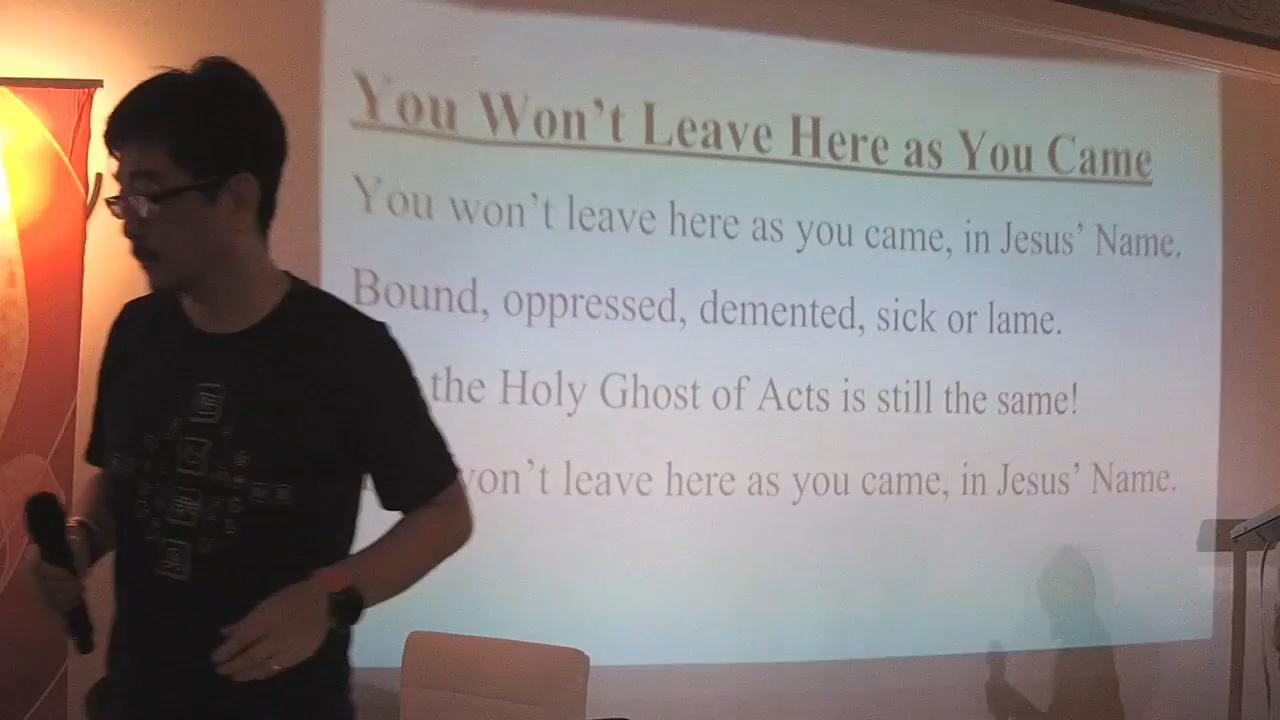 You Won't Leave Here as You Came
You won't leave here as you came, in Jesus' Name.
Bound, oppressed, demented, sick or lame.
the Holy Ghost of Acts is still the same!
won't leave here as you came, in Jesus' Name.